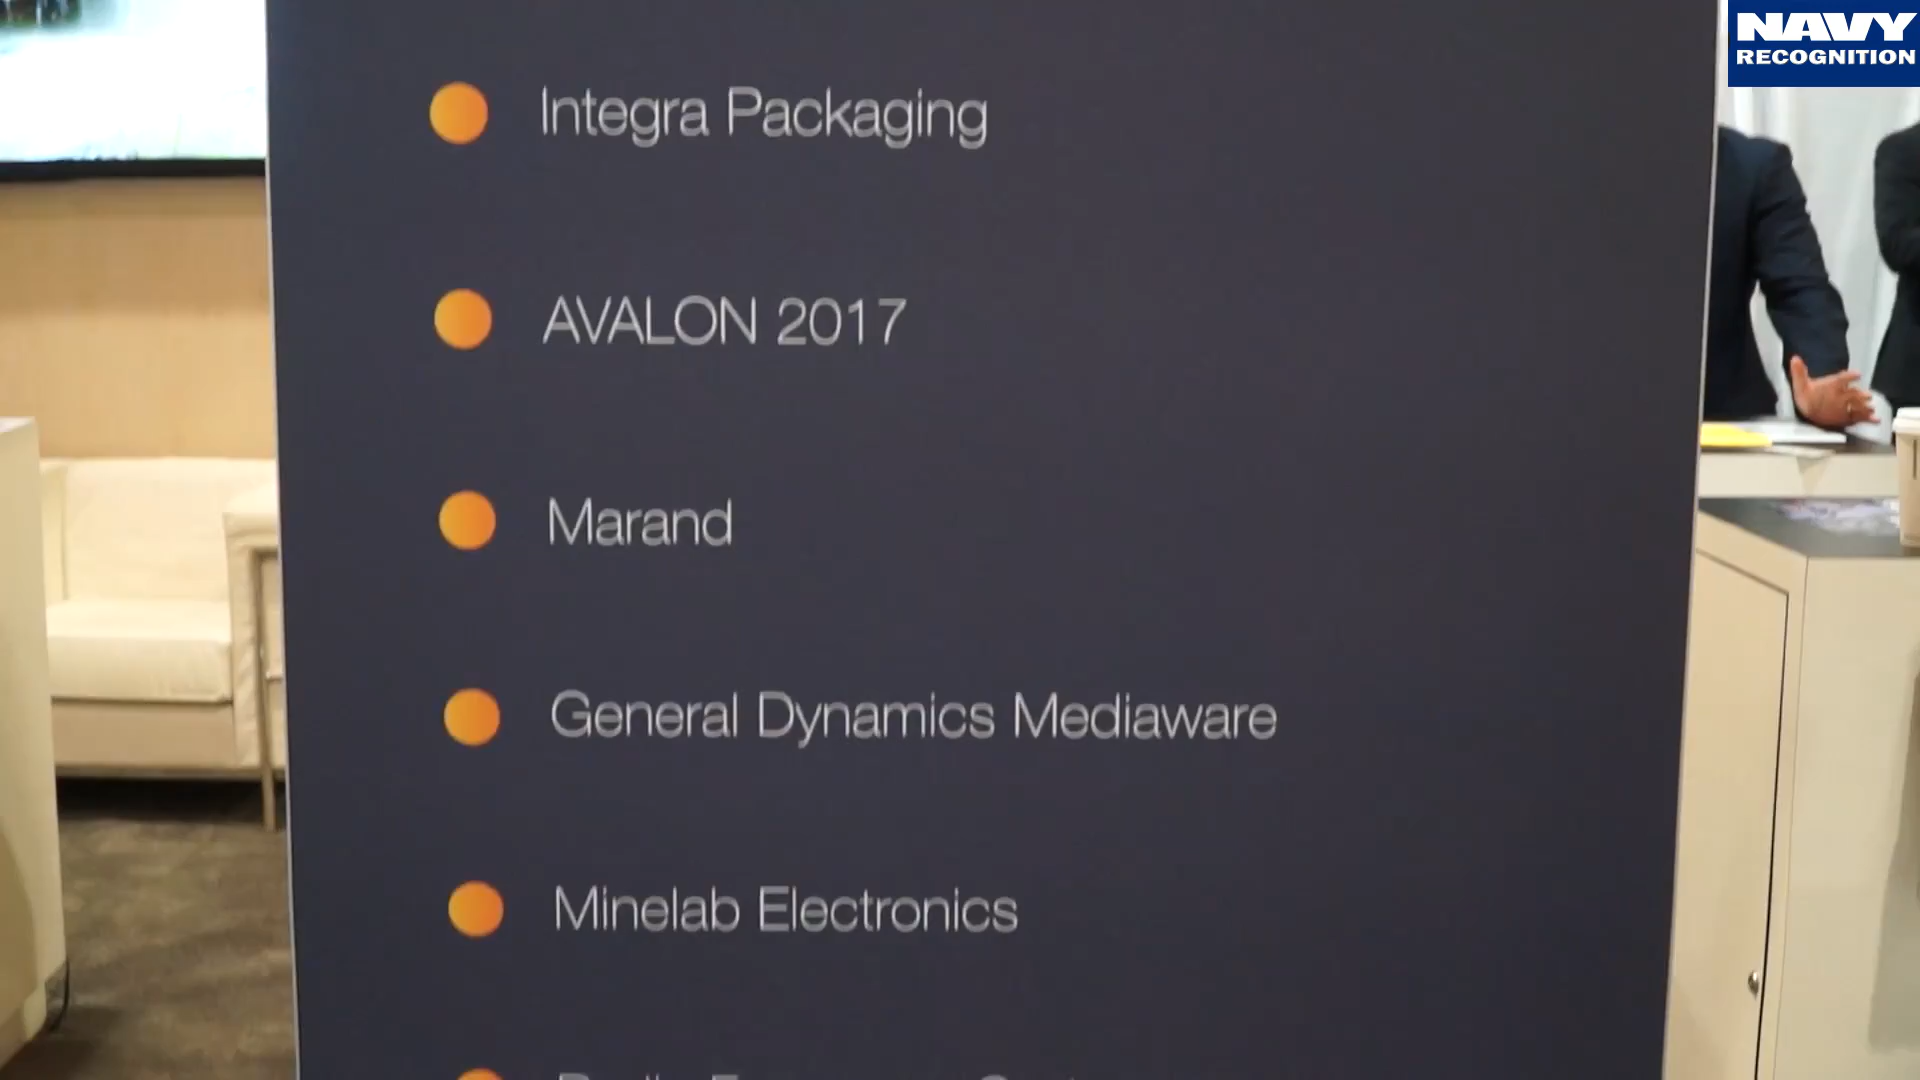 NAVY
RECOGNITION
Integra Packaging
AVALON 2017
Marand
General Dynamics Mediaware
Minelab Electronics